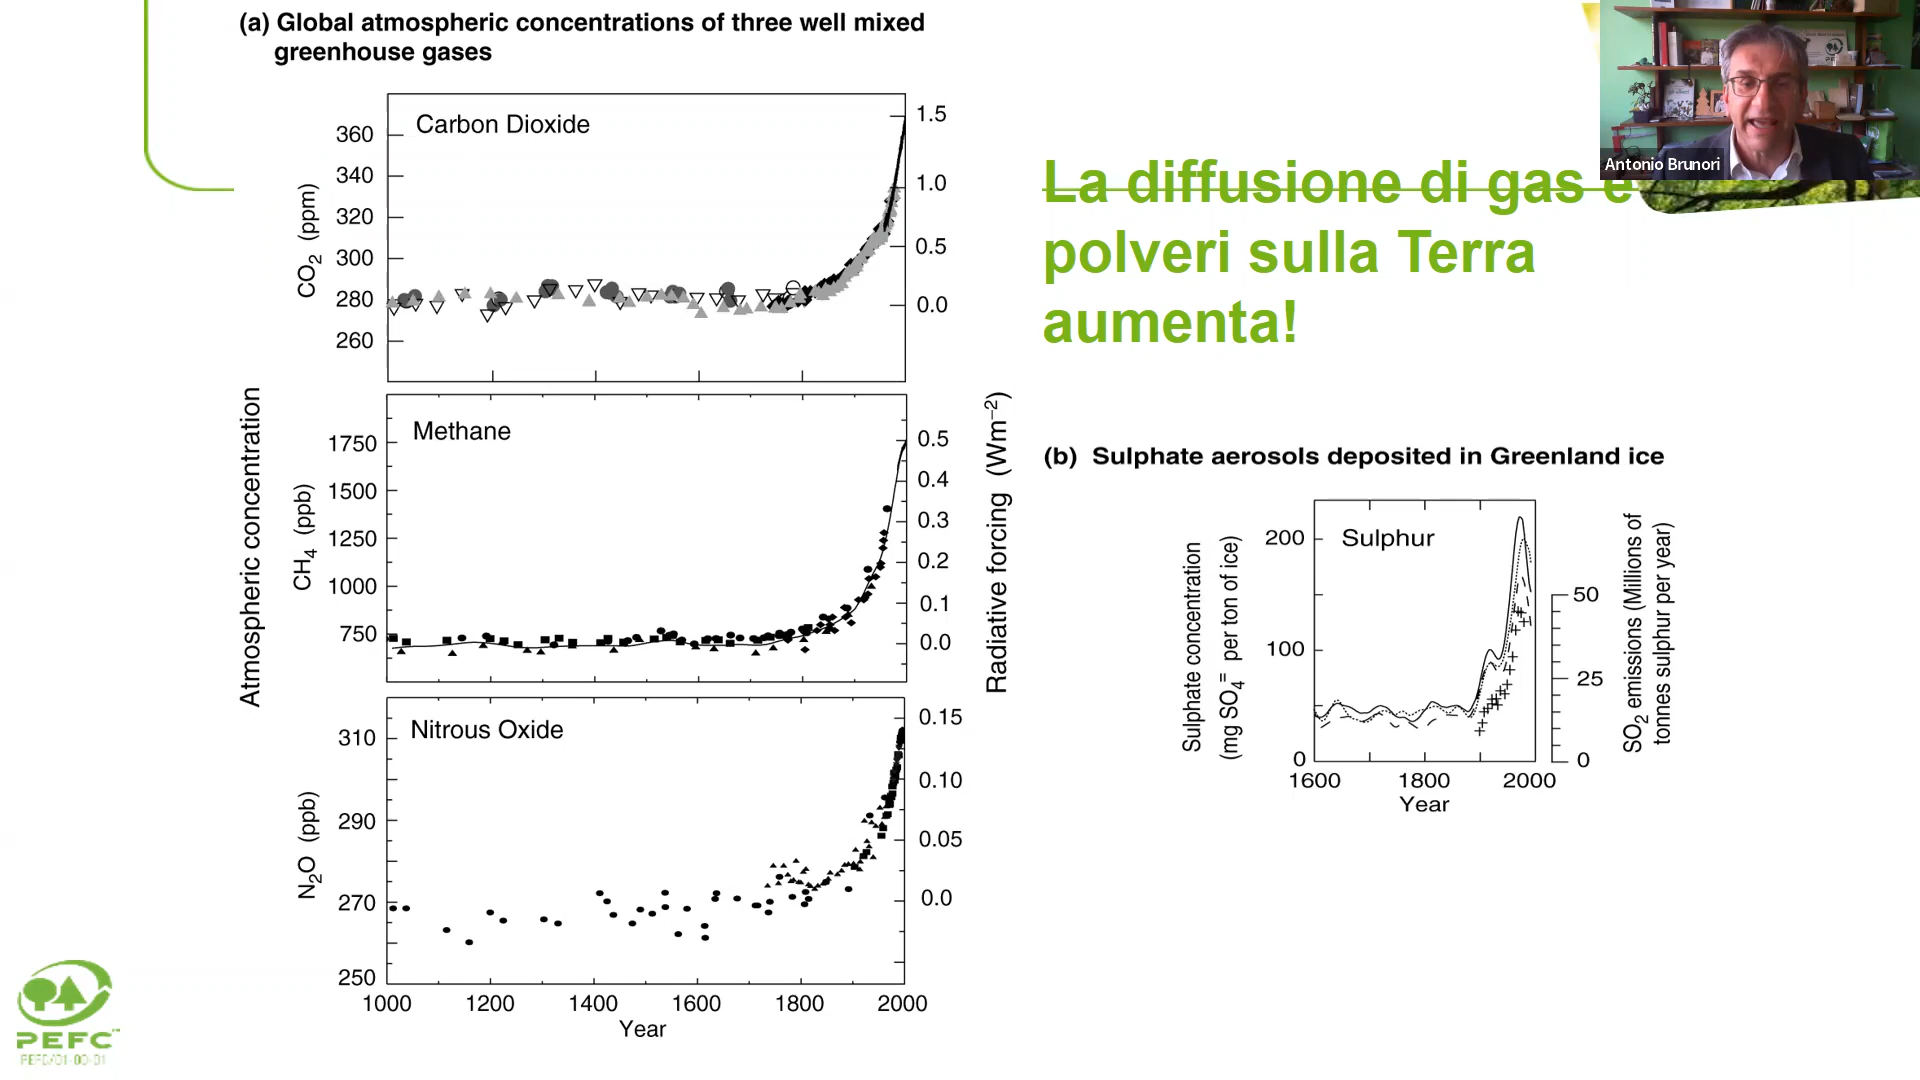 (a) Global atmospheric concentrations of three well mixed
greenhouse gases
Carbon Dioxide
360
340
320
300
280
260
CO2 (ppm)
1.5
1.0
0.5
0.0
Methane
1750
1500
1250
1000
750
CH4 (ppb)
0.5
0.4
0.3
0.2
0.1
0.0
Nitrous Oxide
310
290
270
250
N2O (ppb)
0.15
0.10
0.05
0.0
1000 1200 1400 1600 1800 2000
Year
Atmospheric concentration
Radiative forcing (Wm−2)
Antonio Brunori
PEFC
La diffusione di gas e
polveri sulla Terra
aumenta!
(b) Sulphate aerosols deposited in Greenland ice
Sulphur
200
100
0
Sulphate concentration
(mg SO4= per ton of ice)
50
25
0
SO2 emissions (Millions of
tonnes sulphur per year)
1600 1800 2000
Year
PEFC™
PEFC/01-00-01